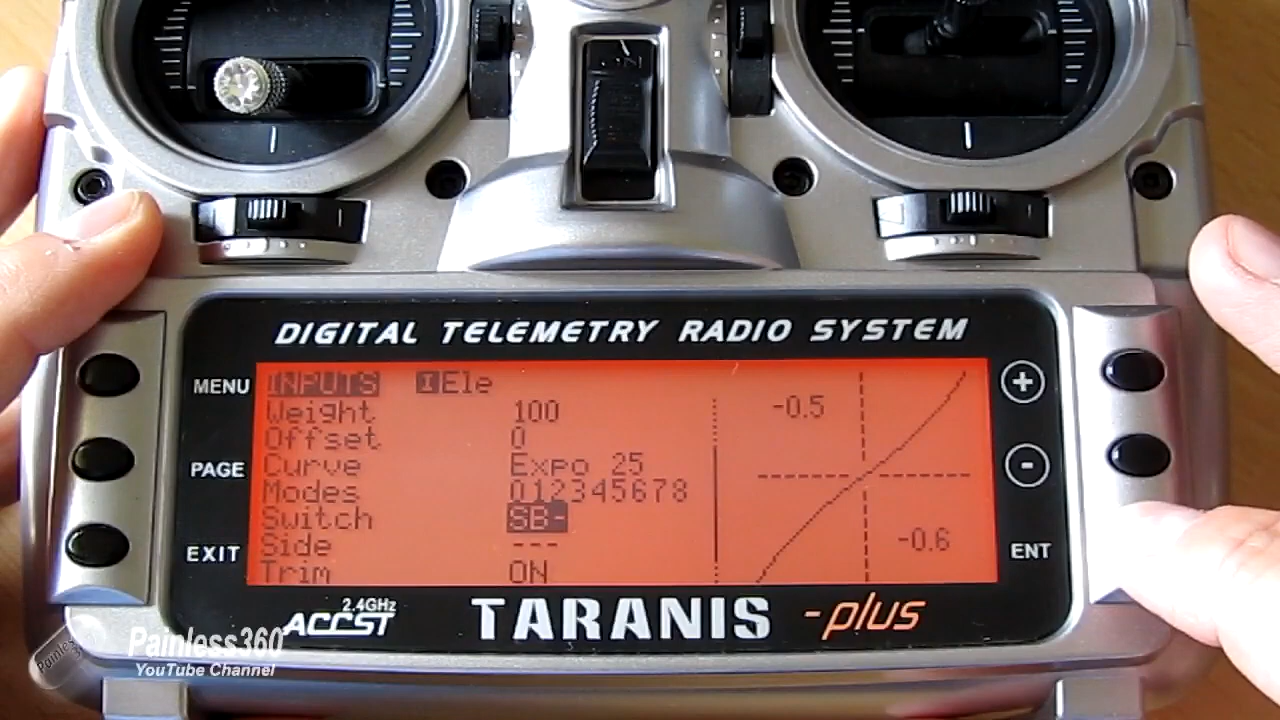 DIGITAL TELEMETRY RADIO SYSTEM
MENU
PAGE
EXIT
INPUTS I Ele
Weight 100
Offset 0
Curve Expo 25
Modes 012345678
Switch SB-
Side ---
Trim ON
-0.5
-0.6
+
-
ENT
2.4GHz
ACCST
TARANIS -plus
Painless360
YouTube Channel